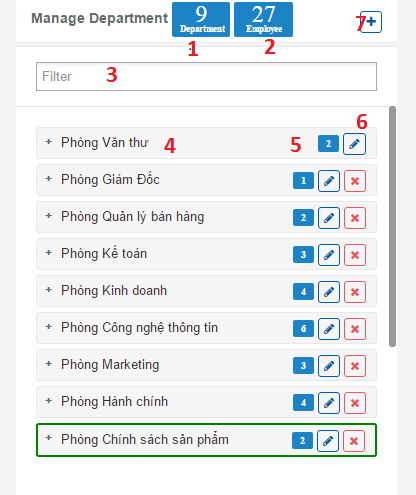 Manage Department 9 27 7 +
Department Employee
1 2
Filter 3
6
+ Phòng Văn thư 4 5 2
+ Phòng Giám Đốc 1
+ Phòng Quản lý bán hàng 2
+ Phòng Kế toán 3
+ Phòng Kinh doanh 4
+ Phòng Công nghệ thông tin 6
+ Phòng Marketing 3
+ Phòng Hành chính 4
+ Phòng Chính sách sản phẩm 2